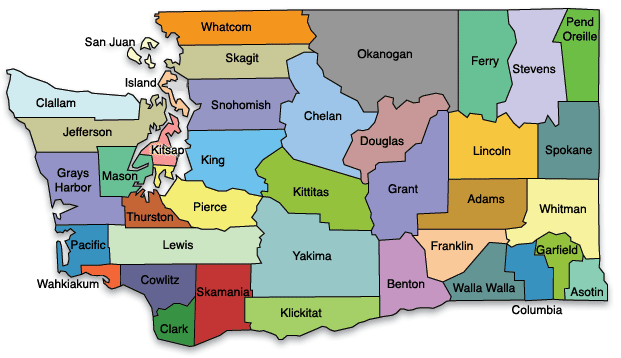 Pend
Oreille
Whatcom
San Juan
Okanogan
Skagit
Ferry
Stevens
Island
Clallam
Snohomish
Chelan
Jefferson
Douglas
Kitsap
King
Lincoln
Spokane
Grays
Harbor
Mason
Kittitas
Grant
Adams
Pierce
Whitman
Thurston
Pacific
Lewis
Yakima
Franklin
Garfield
Wahkiakum
Cowlitz
Skamania
Benton
Walla Walla
Asotin
Columbia
Klickitat
Clark